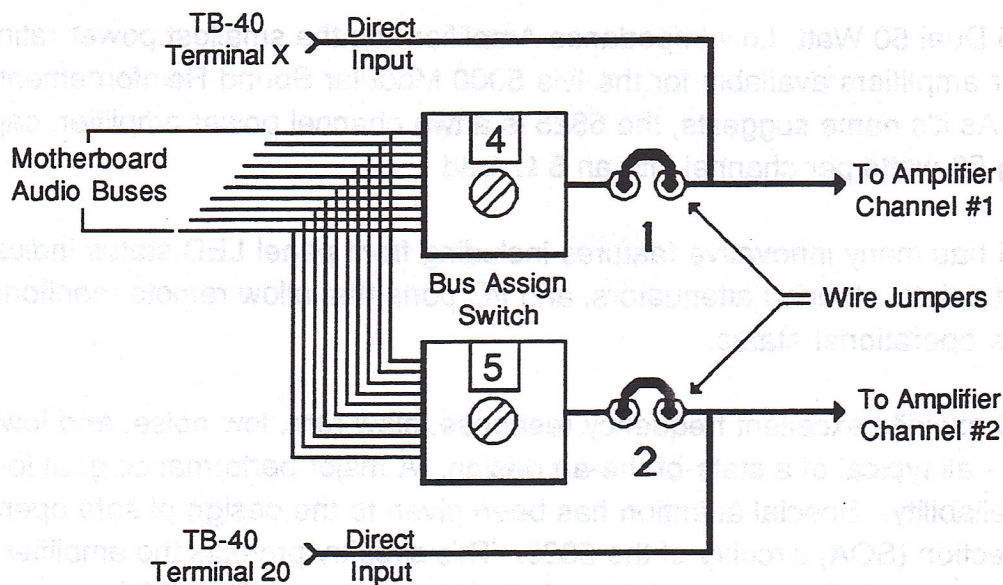 TB-40
Terminal X
Direct
Input
Motherboard
Audio Buses
4
1
To Amplifier
Channel #1
Bus Assign
Switch
Wire Jumpers
5
2
To Amplifier
Channel #2
TB-40
Terminal 20
Direct
Input